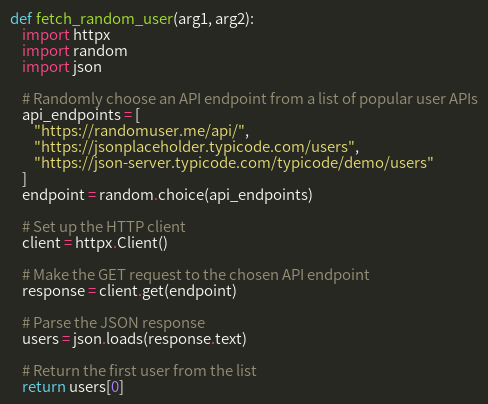 def fetch_random_user(arg1, arg2):
    import httpx
    import random
    import json

    # Randomly choose an API endpoint from a list of popular user APIs
    api_endpoints = [
        "https://randomuser.me/api/",
        "https://jsonplaceholder.typicode.com/users",
        "https://json-server.typicode.com/typicode/demo/users"
    ]
    endpoint = random.choice(api_endpoints)

    # Set up the HTTP client
    client = httpx.Client()

    # Make the GET request to the chosen API endpoint
    response = client.get(endpoint)

    # Parse the JSON response
    users = json.loads(response.text)

    # Return the first user from the list
    return users[0]